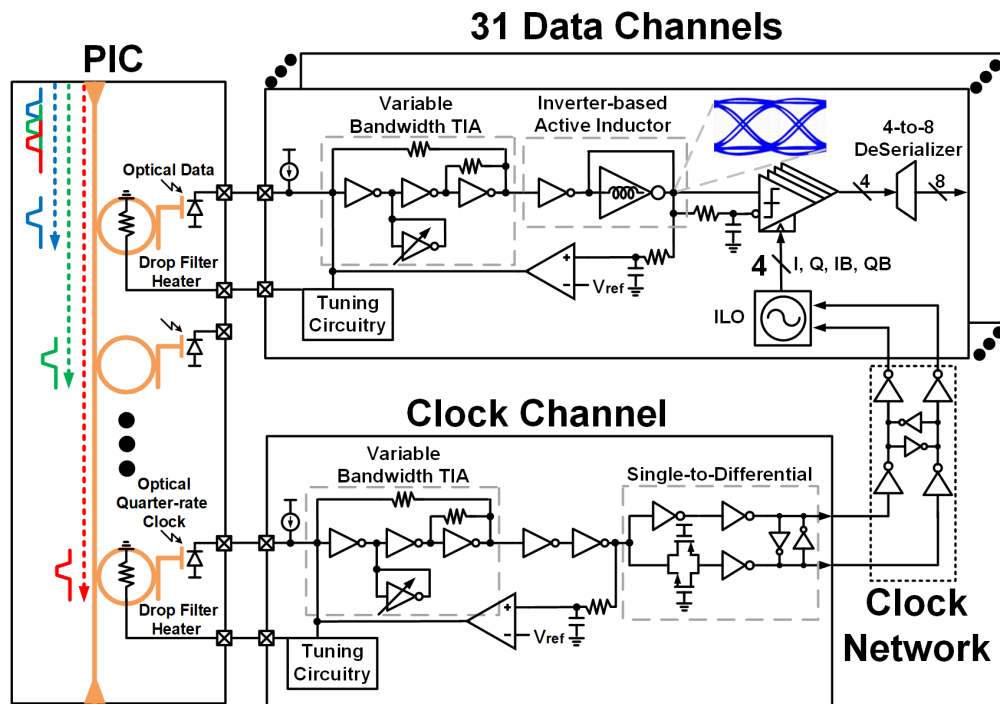 31 Data Channels
PIC
Variable
Bandwidth TIA
Inverter-based
Active Inductor
4-to-8
DeSerializer
Optical Data
4
8
Drop Filter
Heater
Tuning
Circuitry
Vref
4 I, Q, IB, QB
ILO
Clock Channel
Variable
Bandwidth TIA
Single-to-Differential
Optical
Quarter-rate
Clock
Drop Filter
Heater
Tuning
Circuitry
Vref
Clock
Network